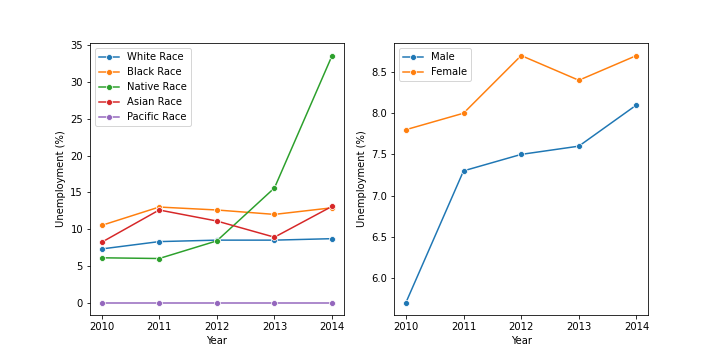 35
30
25
20
15
10
5
0
Unemployment (%)
White Race
Black Race
Native Race
Asian Race
Pacific Race
2010 2011 2012 2013 2014
Year
8.5
8.0
7.5
7.0
6.5
6.0
Unemployment (%)
Male
Female
2010 2011 2012 2013 2014
Year